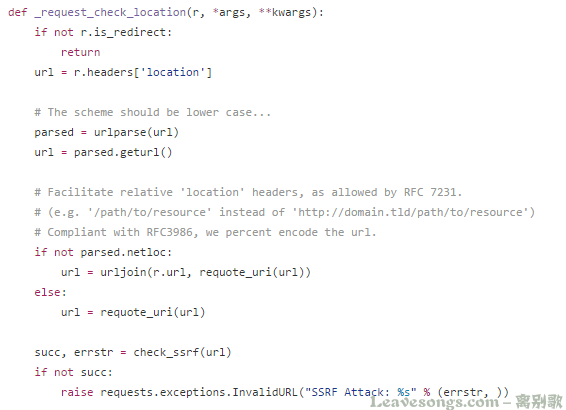 def _request_check_location(r, *args, **kwargs):
    if not r.is_redirect:
        return
    url = r.headers['location']

    # The scheme should be lower case...
    parsed = urlparse(url)
    url = parsed.geturl()

    # Facilitate relative 'location' headers, as allowed by RFC 7231.
    # (e.g. '/path/to/resource' instead of 'http://domain.tld/path/to/resource')
    # Compliant with RFC3986, we percent encode the url.
    if not parsed.netloc:
        url = urljoin(r.url, requote_uri(url))
    else:
        url = requote_uri(url)

    succ, errstr = check_ssrf(url)
    if not succ:
        raise requests.exceptions.InvalidURL("SSRF Attack: %s" % (errstr, ))
Leavesongs.com – 离别歌